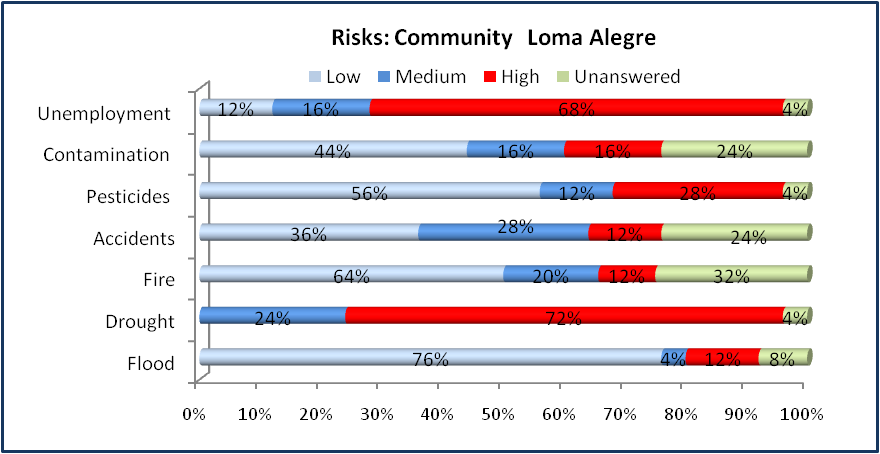 Risks: Community Loma Alegre
Low Medium High Unanswered
Unemployment 12% 16% 68% 4%
Contamination 44% 16% 16% 24%
Pesticides 56% 12% 28% 4%
Accidents 36% 28% 12% 24%
Fire 64% 20% 12% 32%
Drought 24% 72% 4%
Flood 76% 4% 12% 8%
0% 10% 20% 30% 40% 50% 60% 70% 80% 90% 100%